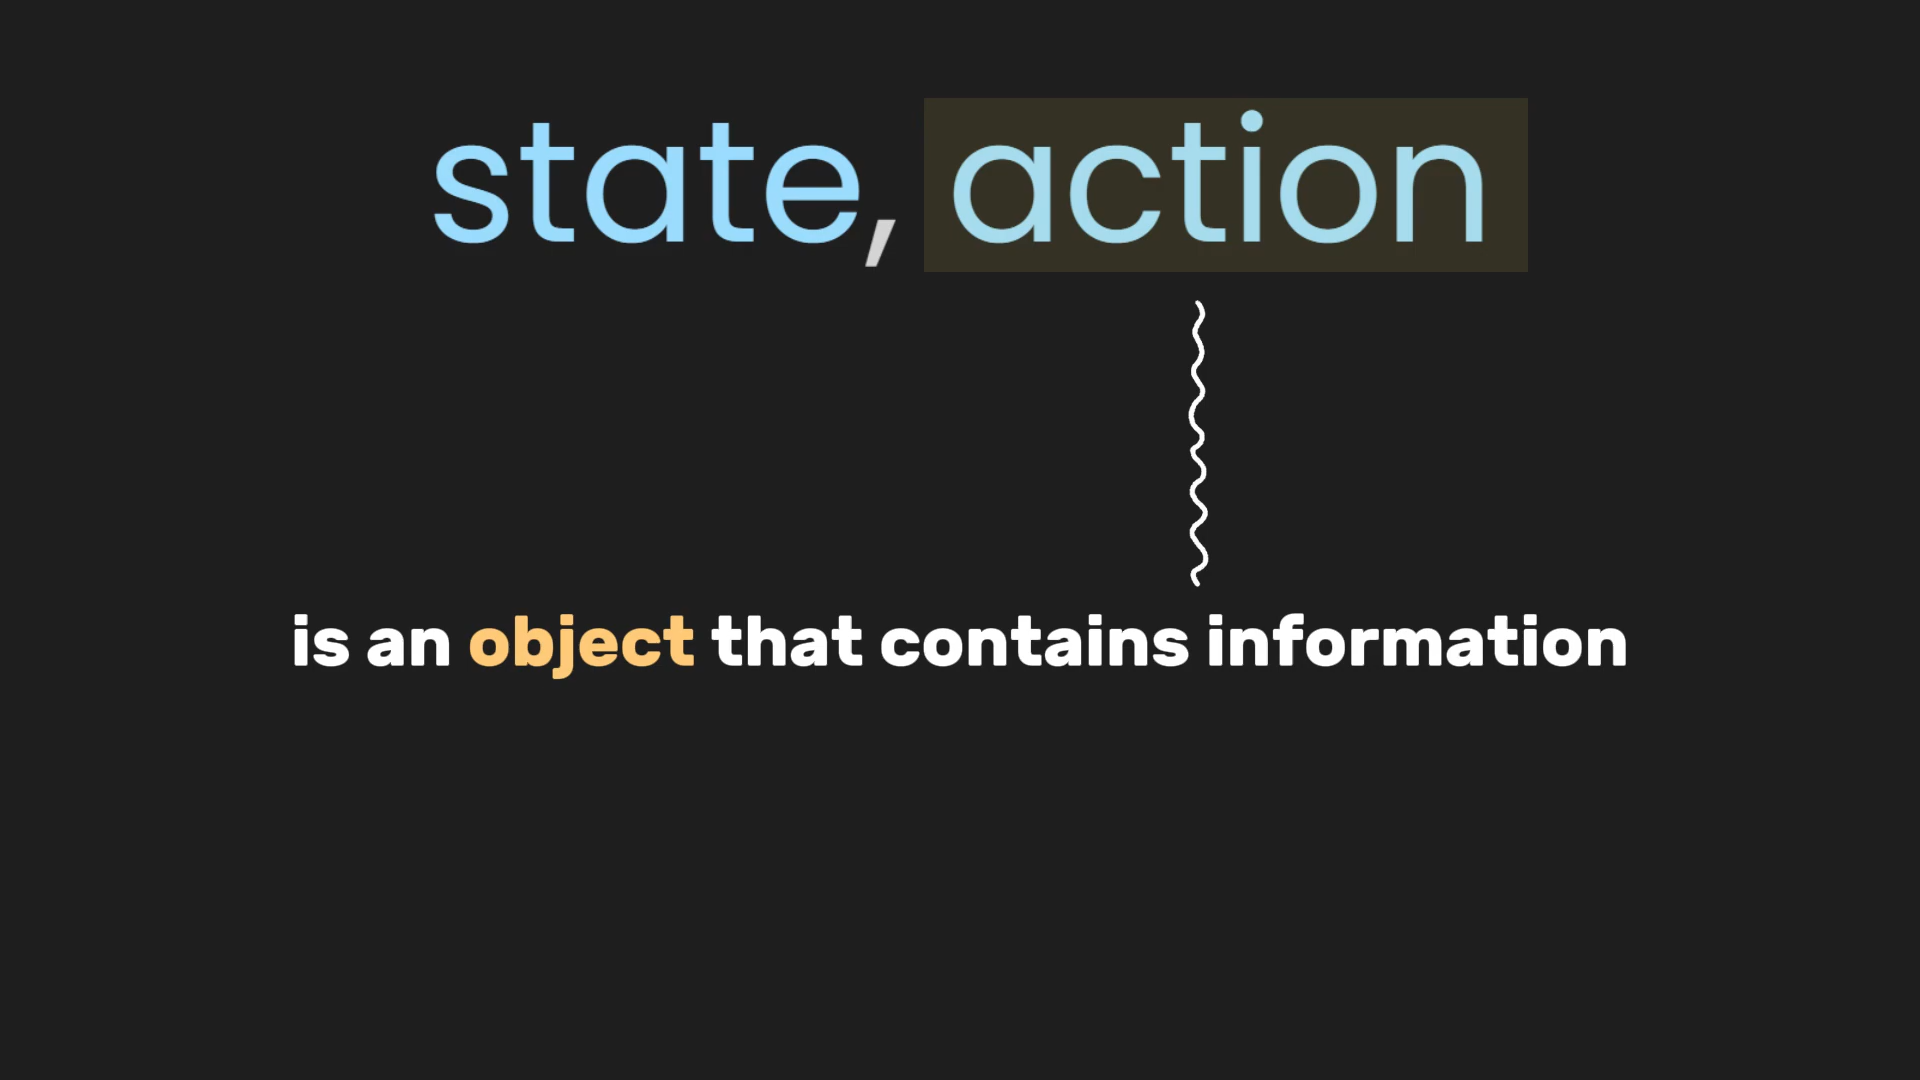 state, action
is an object that contains information